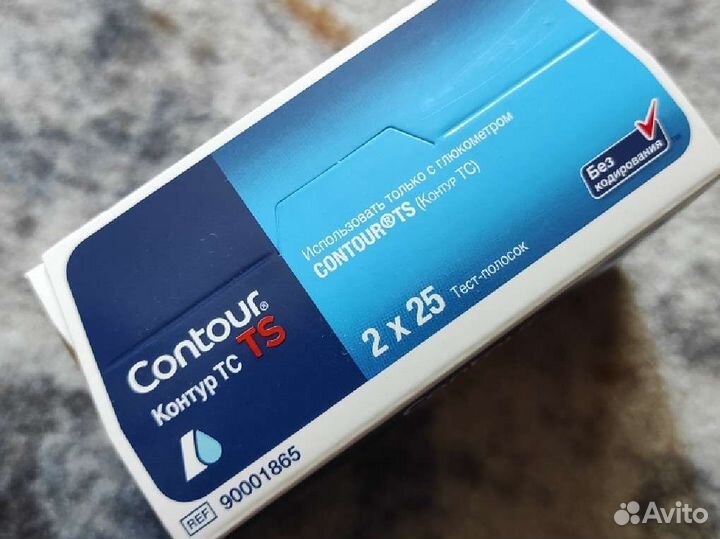 Contour®
TS
Контур ТС
REF 90001865
Использовать только с глюкометром
CONTOUR®TS (Контур ТС)
2 x 25 Тест-полосок
Без
кодирования
Avito